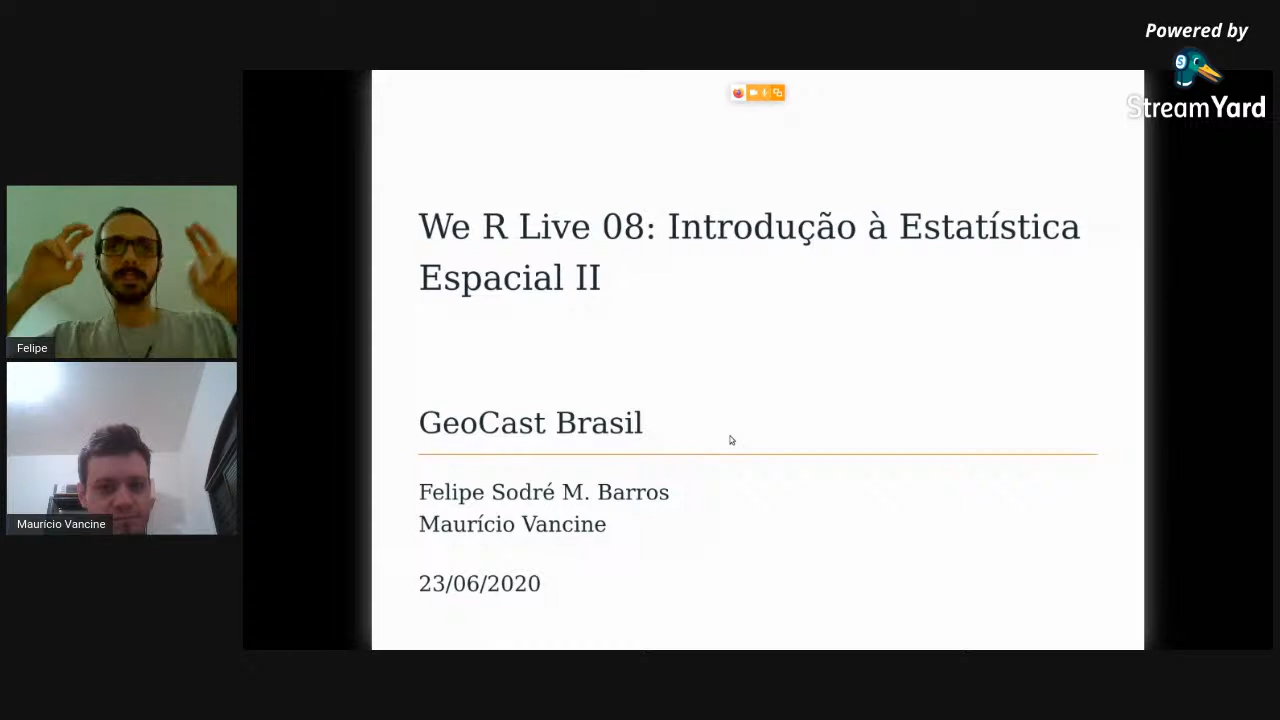 Powered by
StreamYard
We R Live 08: Introdução à Estatística
Espacial II
GeoCast Brasil
Felipe Sodré M. Barros
Maurício Vancine
23/06/2020
Felipe
Maurício Vancine